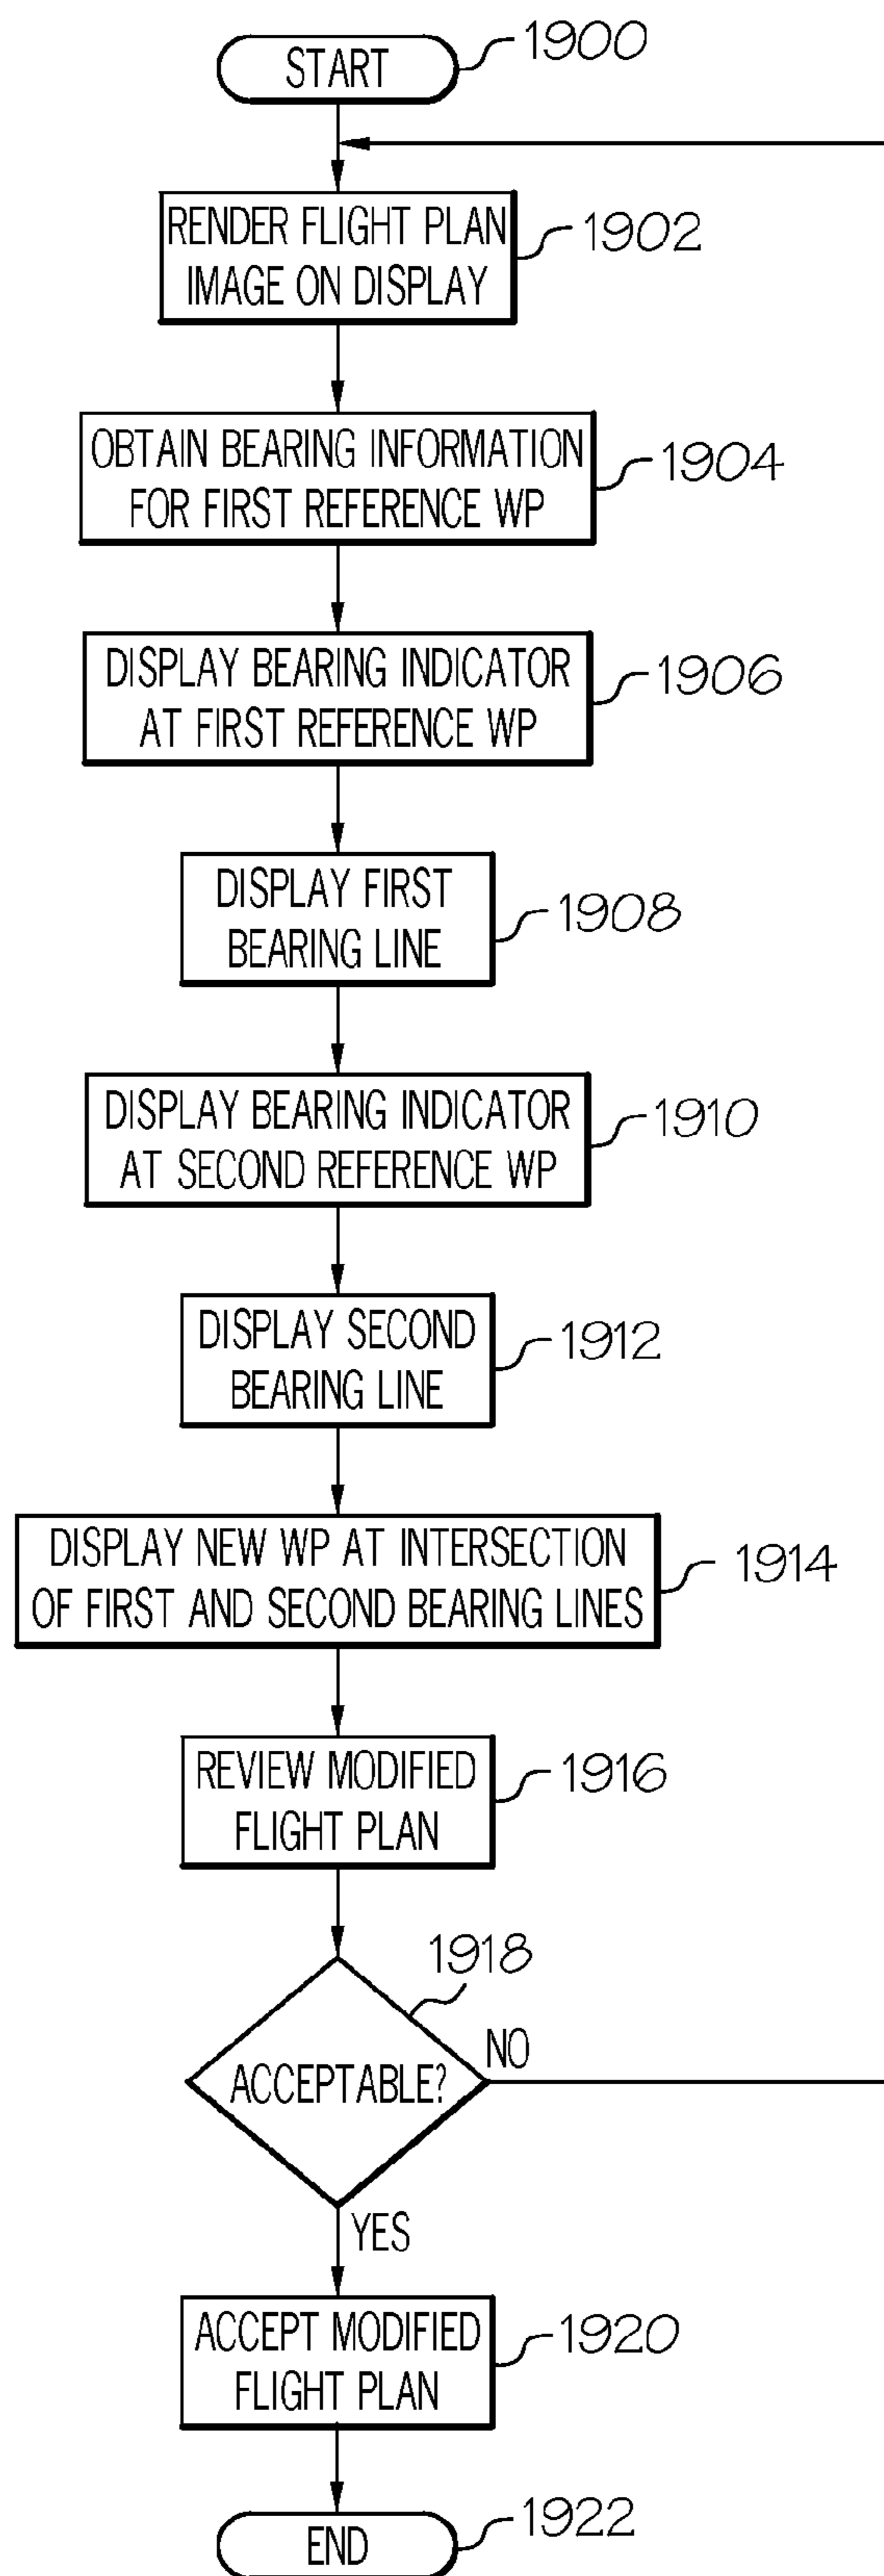 START
1900
RENDER FLIGHT PLAN
IMAGE ON DISPLAY
1902
OBTAIN BEARING INFORMATION
FOR FIRST REFERENCE WP
1904
DISPLAY BEARING INDICATOR
AT FIRST REFERENCE WP
1906
DISPLAY FIRST
BEARING LINE
1908
DISPLAY BEARING INDICATOR
AT SECOND REFERENCE WP
1910
DISPLAY SECOND
BEARING LINE
1912
DISPLAY NEW WP AT INTERSECTION
OF FIRST AND SECOND BEARING LINES
1914
REVIEW MODIFIED
FLIGHT PLAN
1916
1918
ACCEPTABLE?
NO
YES
ACCEPT MODIFIED
FLIGHT PLAN
1920
END
1922